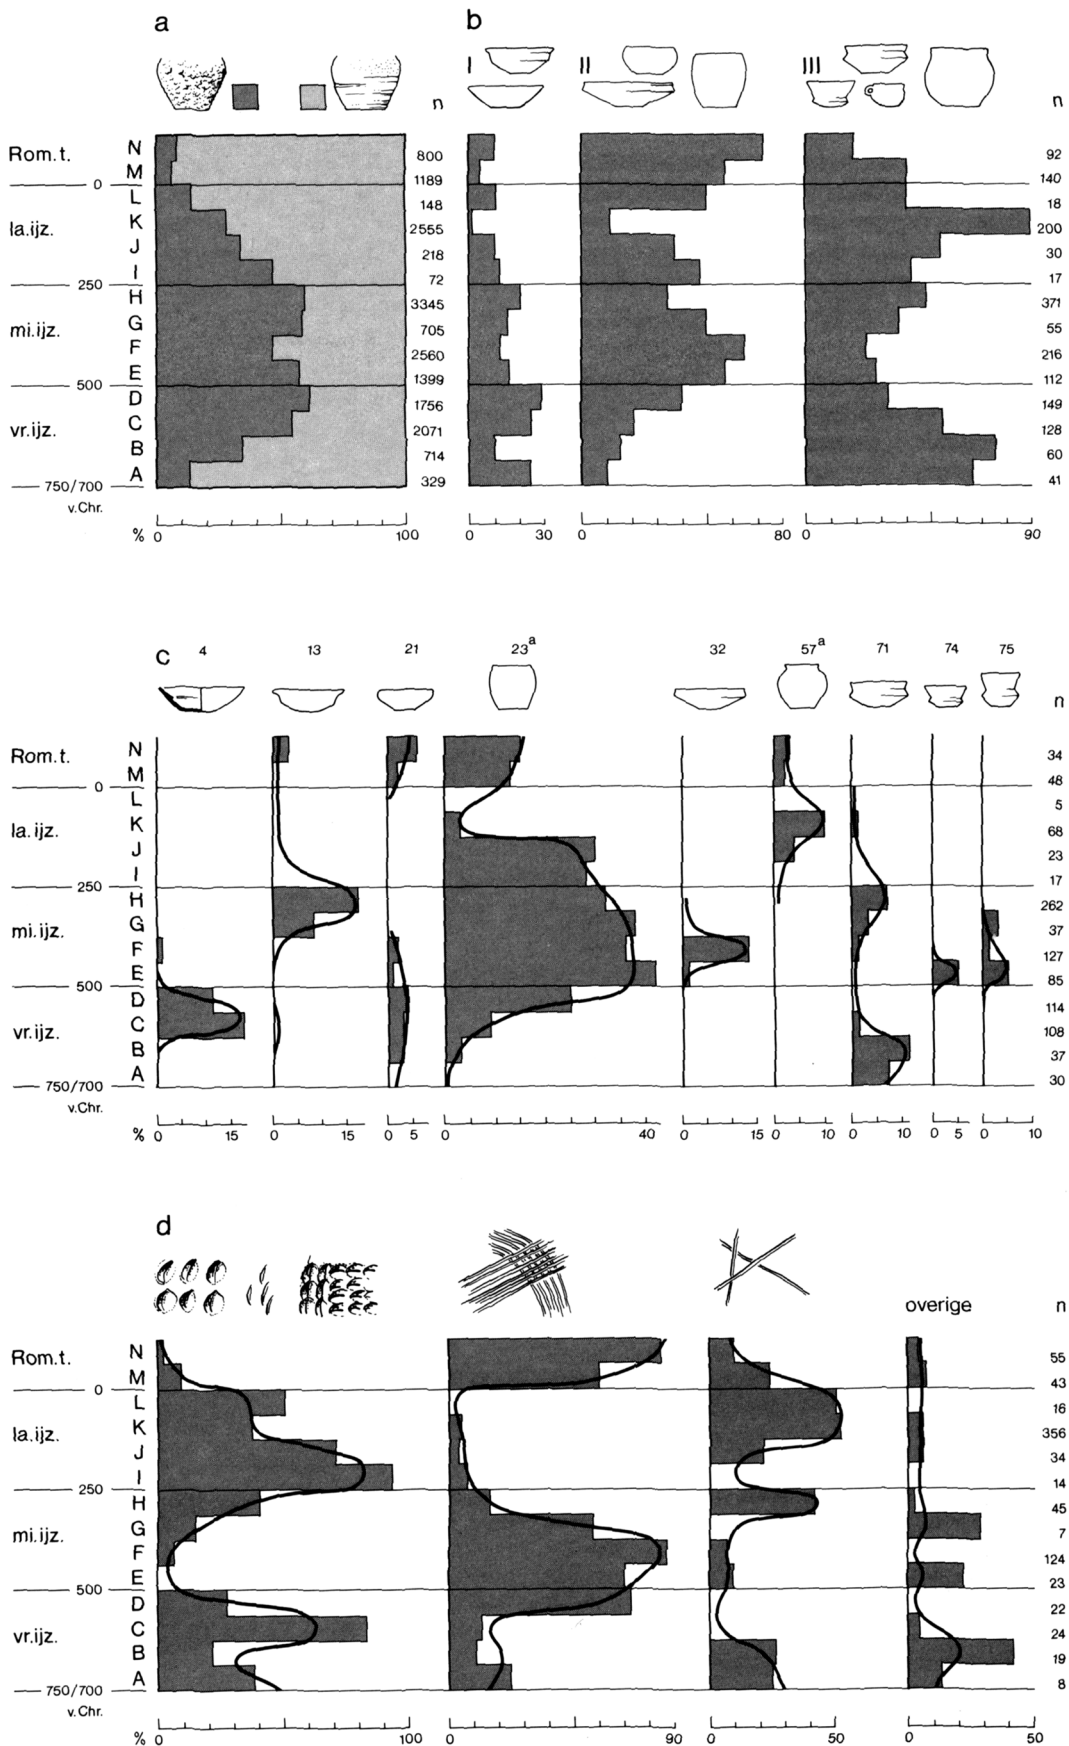 a
b
I II III
n n
Rom.t. N 800 92
M 1189 140
0
L 148 18
la.ijz. K 2555 200
J 218 30
I 72 17
250
H 3345 371
mi.ijz. G 705 55
F 2560 216
E 1399 112
500
D 1756 149
vr.ijz. C 2071 128
B 714 60
A 329 41
750/700
v.Chr.
% 0 100 0 30 0 80 0 90
c 4 13 21 23a 32 57a 71 74 75
n
Rom.t. N 34
M 48
0
L 5
la.ijz. K 68
J 23
I 17
250
H 262
mi.ijz. G 37
F 127
E 85
500
D 114
vr.ijz. C 108
B 37
A 30
750/700
v.Chr.
% 0 15 0 15 0 5 0 40 0 15 0 10 0 10 0 5 0 10
d
overige n
Rom.t. N 55
M 43
0
L 16
la.ijz. K 356
J 34
I 14
250
H 45
mi.ijz. G 7
F 124
E 23
500
D 22
vr.ijz. C 24
B 19
A 8
750/700
v.Chr.
% 0 100 0 90 0 50 0 50